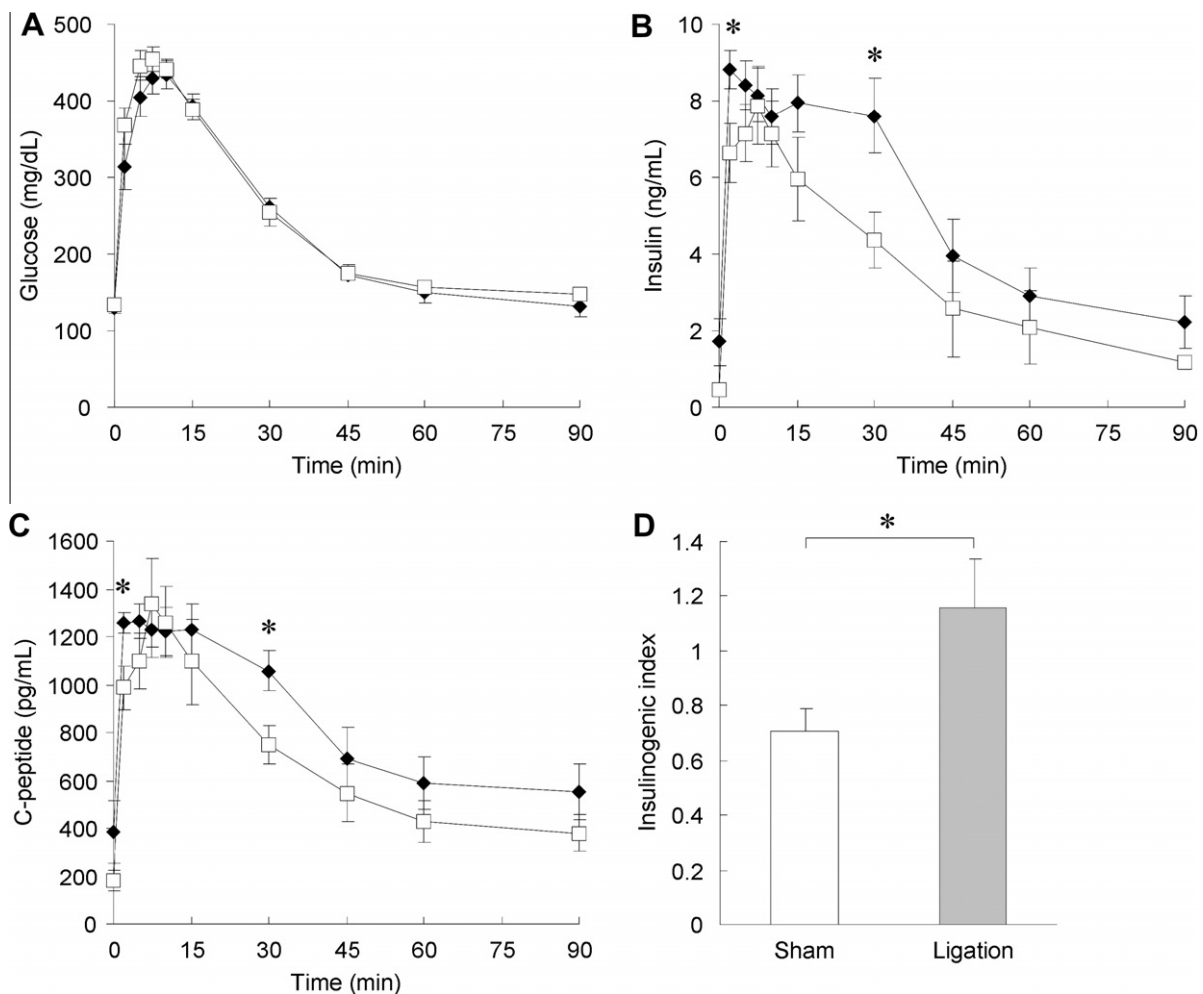 A
500
400
300
200
100
0
Glucose (mg/dL)
0 15 30 45 60 75 90
Time (min)
B
10
8
6
4
2
0
Insulin (ng/mL)
* *
0 15 30 45 60 75 90
Time (min)
C
1600
1400
1200
1000
800
600
400
200
0
C-peptide (pg/mL)
* *
0 15 30 45 60 75 90
Time (min)
D
1.4
1.2
1
0.8
0.6
0.4
0.2
0
Insulinogenic index
*
Sham Ligation